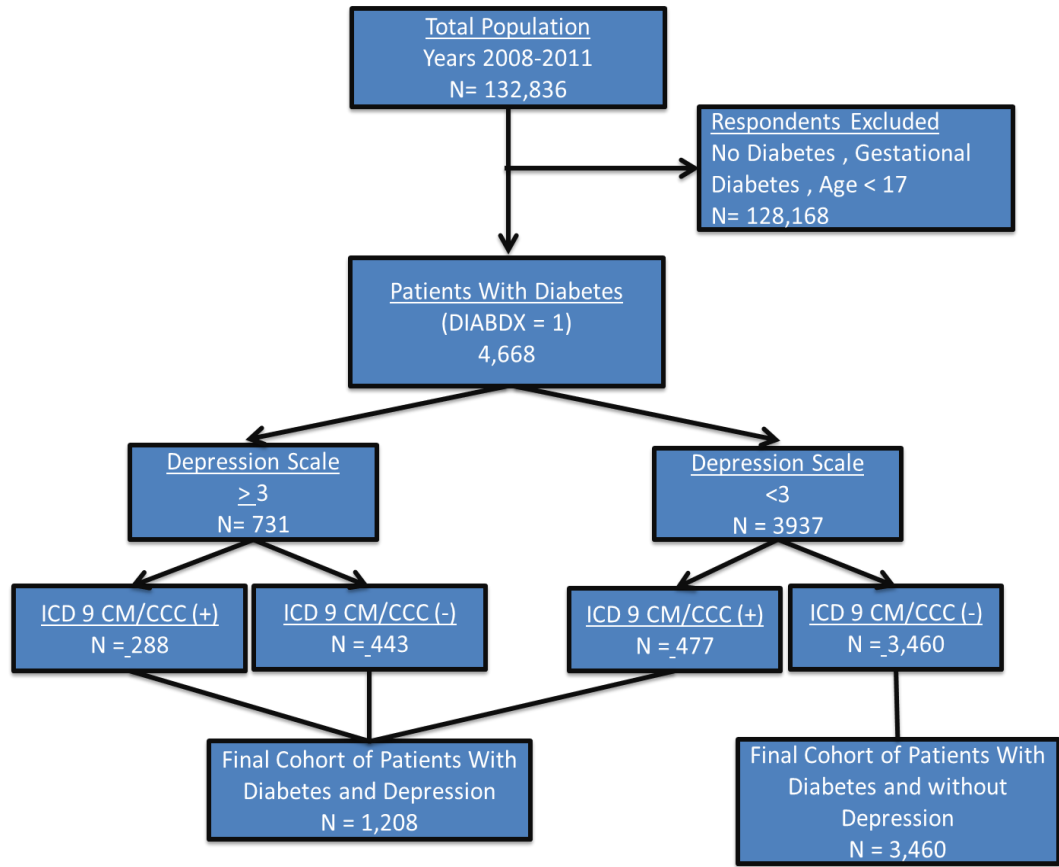 Total Population
Years 2008-2011
N= 132,836
Respondents Excluded
No Diabetes , Gestational
Diabetes , Age < 17
N= 128,168
Patients With Diabetes
(DIABDX = 1)
4,668
Depression Scale
> 3
N= 731
Depression Scale
<3
N = 3937
ICD 9 CM/CCC (+)
N = 288
ICD 9 CM/CCC (-)
N = 443
ICD 9 CM/CCC (+)
N = 477
ICD 9 CM/CCC (-)
N = 3,460
Final Cohort of Patients With
Diabetes and Depression
N = 1,208
Final Cohort of Patients With
Diabetes and without
Depression
N = 3,460